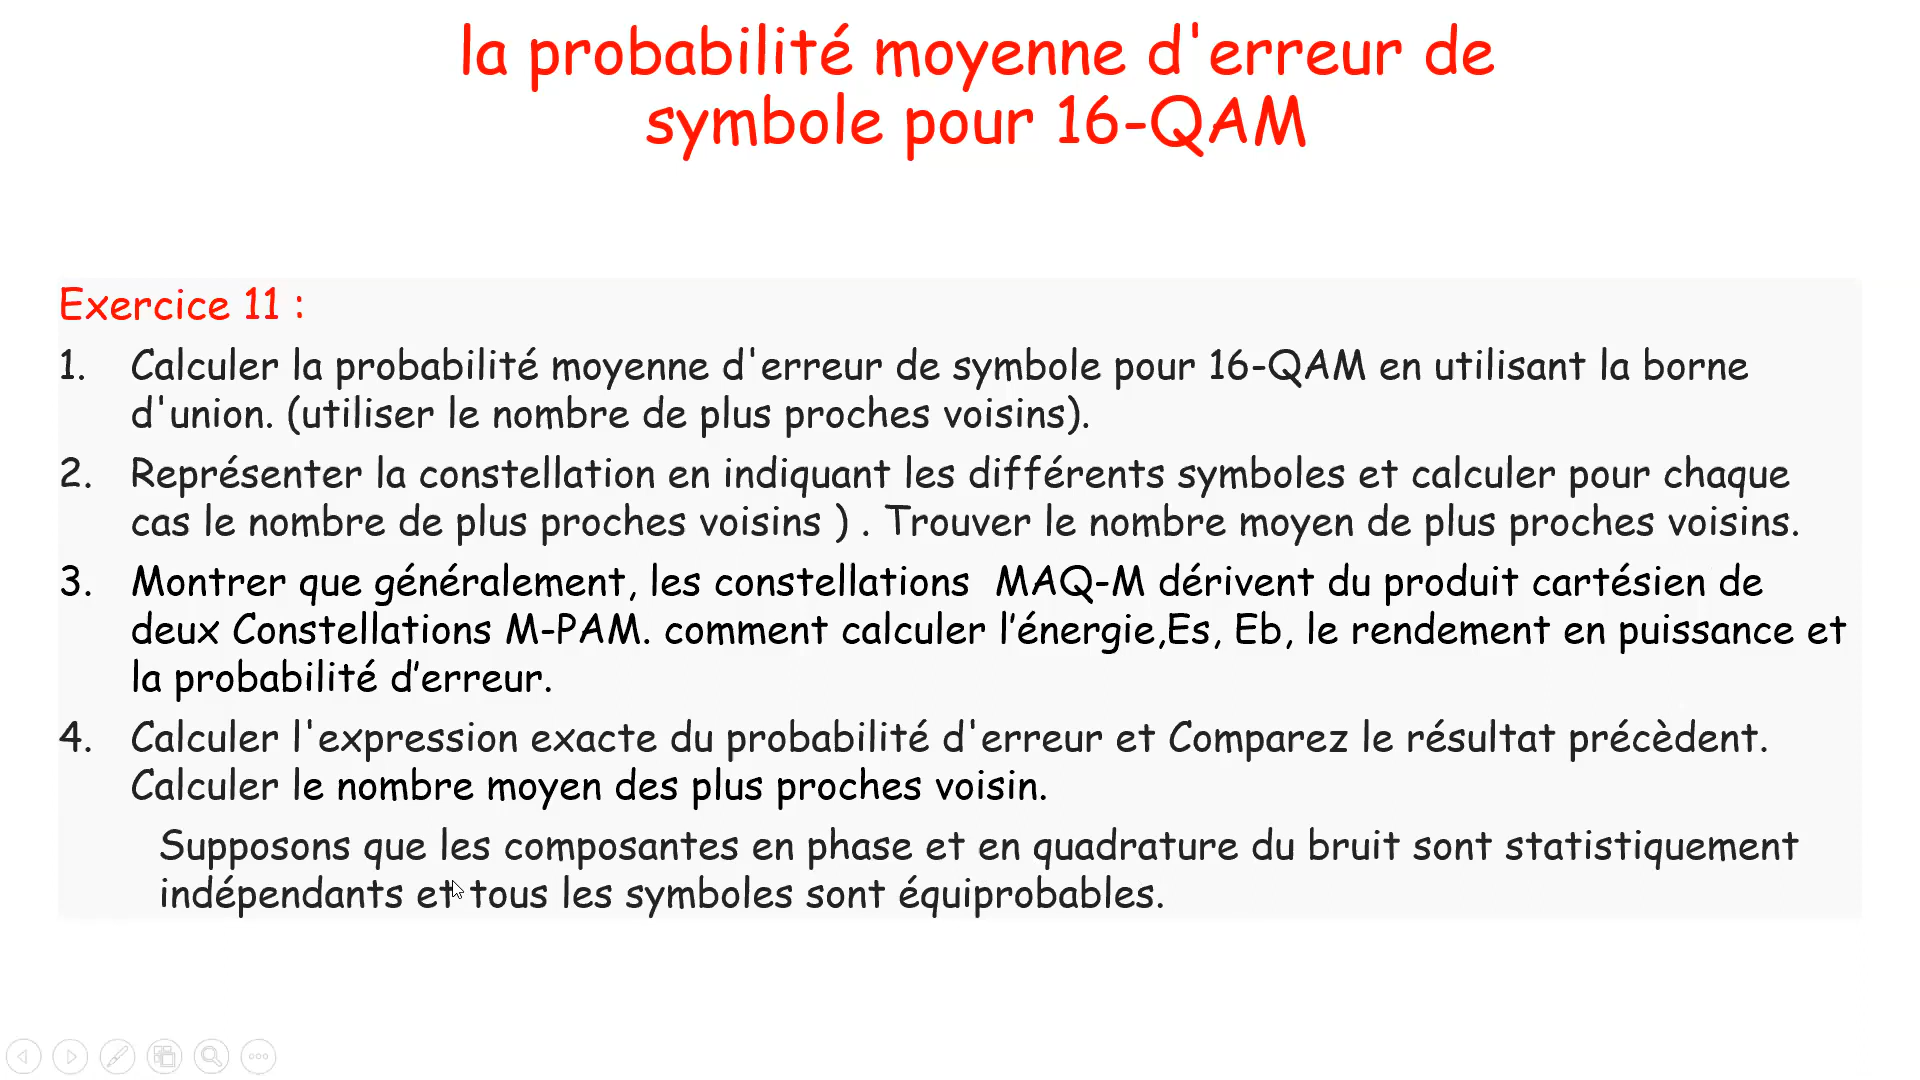 la probabilité moyenne d'erreur de
symbole pour 16-QAM
Exercice 11 :
1. Calculer la probabilité moyenne d'erreur de symbole pour 16-QAM en utilisant la borne
d'union. (utiliser le nombre de plus proches voisins).
2. Représenter la constellation en indiquant les différents symboles et calculer pour chaque
cas le nombre de plus proches voisins ) . Trouver le nombre moyen de plus proches voisins.
3. Montrer que généralement, les constellations MAQ-M dérivent du produit cartésien de
deux Constellations M-PAM. comment calculer l’énergie,Es, Eb, le rendement en puissance et
la probabilité d’erreur.
4. Calculer l'expression exacte du probabilité d'erreur et Comparez le résultat précèdent.
Calculer le nombre moyen des plus proches voisin.
Supposons que les composantes en phase et en quadrature du bruit sont statistiquement
indépendants et tous les symboles sont équiprobables.